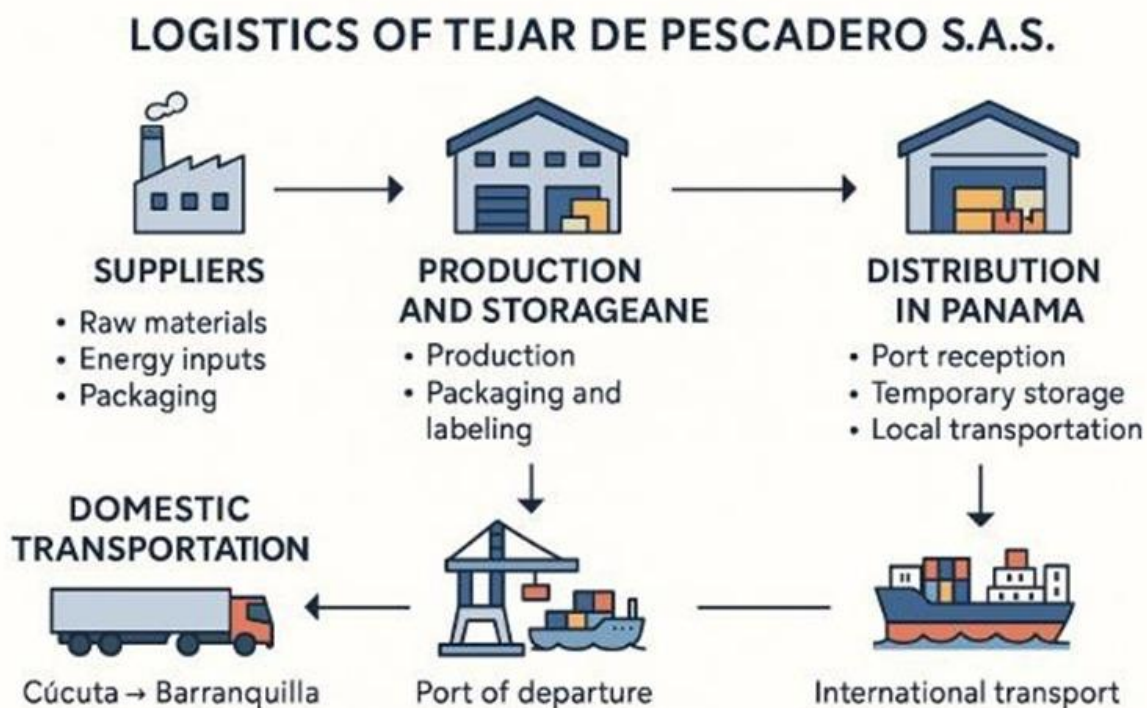 LOGISTICS OF TEJAR DE PESCADERO S.A.S.
SUPPLIERS
• Raw materials
• Energy inputs
• Packaging
PRODUCTION
AND STORAGEANE
• Production
• Packaging and
labeling
DISTRIBUTION
IN PANAMA
• Port reception
• Temporary storage
• Local transportation
DOMESTIC
TRANSPORTATION
Cúcuta → Barranquilla
Port of departure
International transport